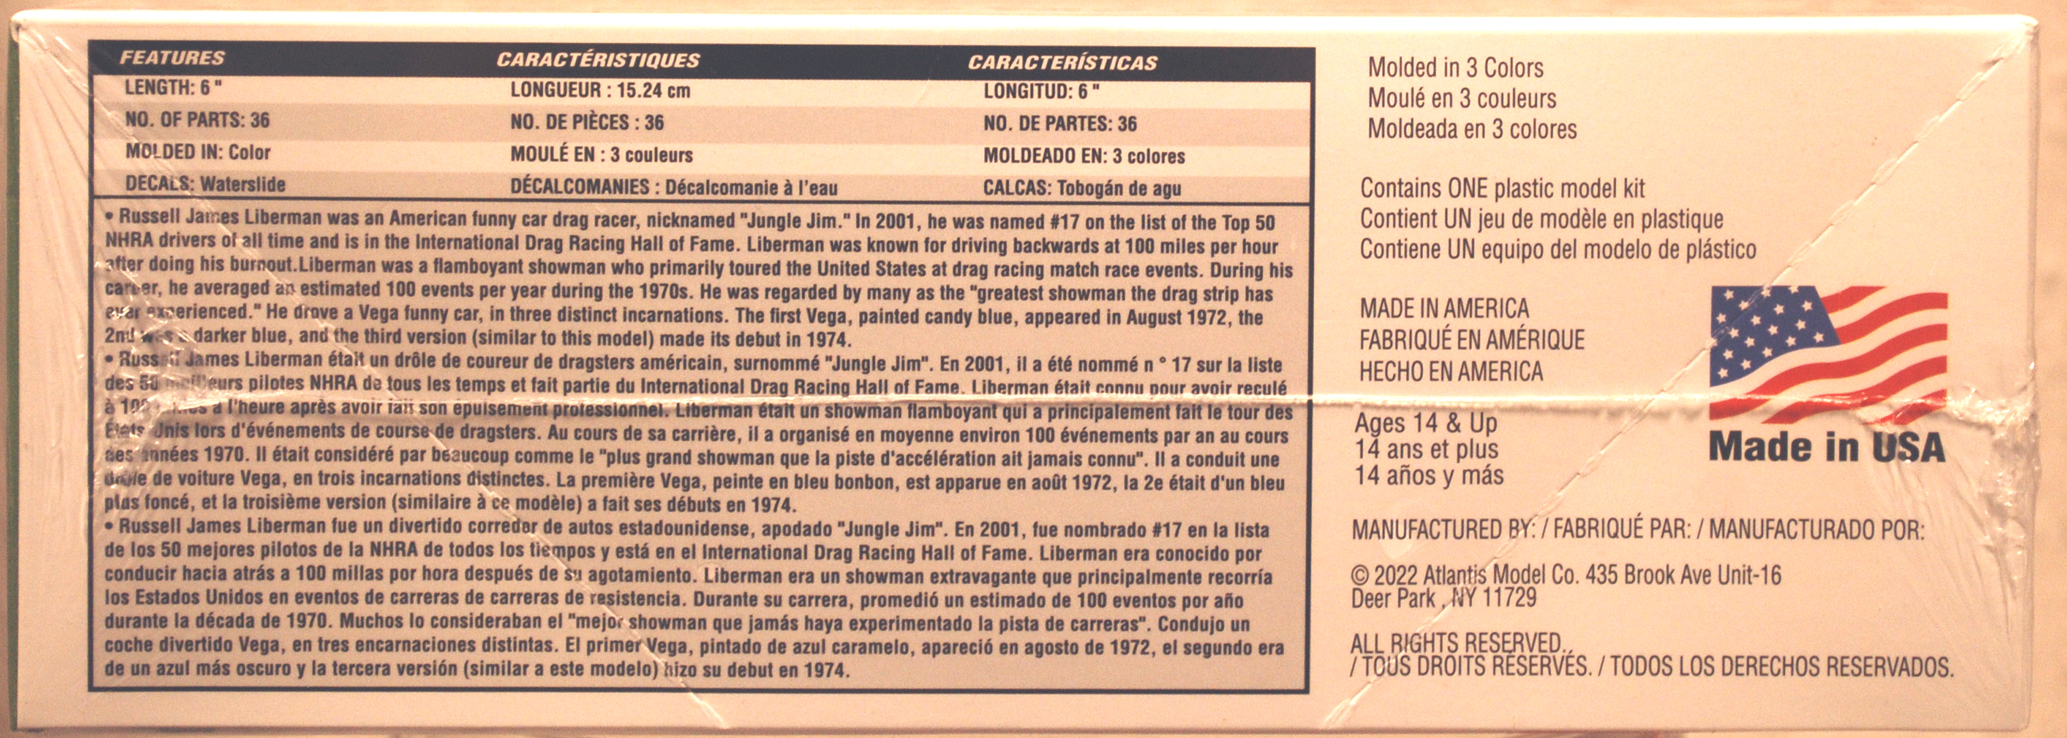 FEATURES CARACTÉRISTIQUES CARACTERÍSTICAS
LENGTH: 6 " LONGUEUR : 15.24 cm LONGITUD: 6 "
NO. OF PARTS: 36 NO. DE PIÈCES : 36 NO. DE PARTES: 36
MOLDED IN: Color MOULÉ EN : 3 couleurs MOLDEADO EN: 3 colores
DECALS: Waterslide DÉCALCOMANIES : Décalcomanie à l'eau CALCAS: Tobogán de agu
• Russell James Liberman was an American funny car drag racer, nicknamed "Jungle Jim." In 2001, he was named #17 on the list of the Top 50
NHRA drivers of all time and is in the International Drag Racing Hall of Fame. Liberman was known for driving backwards at 100 miles per hour
after doing his burnout.Liberman was a flamboyant showman who primarily toured the United States at drag racing match race events. During his
career, he averaged an estimated 100 events per year during the 1970s. He was regarded by many as the "greatest showman the drag strip has
ever experienced." He drove a Vega funny car, in three distinct incarnations. The first Vega, painted candy blue, appeared in August 1972, the
2nd was a darker blue, and the third version (similar to this model) made its debut in 1974.
• Russell James Liberman était un drôle de coureur de dragsters américain, surnommé "Jungle Jim". En 2001, il a été nommé n ° 17 sur la liste
des 50 meilleurs pilotes NHRA de tous les temps et fait partie du International Drag Racing Hall of Fame. Liberman était connu pour avoir reculé
à 100 milles à l'heure après avoir fait son épuisement professionnel. Liberman était un showman flamboyant qui a principalement fait le tour des
États Unis lors d'événements de course de dragsters. Au cours de sa carrière, il a organisé en moyenne environ 100 événements par an au cours
des années 1970. Il était considéré par beaucoup comme le "plus grand showman que la piste d'accélération ait jamais connu". Il a conduit une
drôle de voiture Vega, en trois incarnations distinctes. La première Vega, peinte en bleu bonbon, est apparue en août 1972, la 2e était d'un bleu
plus foncé, et la troisième version (similaire à ce modèle) a fait ses débuts en 1974.
• Russell James Liberman fue un divertido corredor de autos estadounidense, apodado "Jungle Jim". En 2001, fue nombrado #17 en la lista
de los 50 mejores pilotos de la NHRA de todos los tiempos y está en el International Drag Racing Hall of Fame. Liberman era conocido por
conducir hacia atrás a 100 millas por hora después de su agotamiento. Liberman era un showman extravagante que principalmente recorría
los Estados Unidos en eventos de carreras de carreras de resistencia. Durante su carrera, promedió un estimado de 100 eventos por año
durante la década de 1970. Muchos lo consideraban el "mejor showman que jamás haya experimentado la pista de carreras". Condujo un
coche divertido Vega, en tres encarnaciones distintas. El primer Vega, pintado de azul caramelo, apareció en agosto de 1972, el segundo era
de un azul más oscuro y la tercera versión (similar a este modelo) hizo su debut en 1974.
Molded in 3 Colors
Moulé en 3 couleurs
Moldeada en 3 colores
Contains ONE plastic model kit
Contient UN jeu de modèle en plastique
Contiene UN equipo del modelo de plástico
MADE IN AMERICA
FABRIQUÉ EN AMÉRIQUE
HECHO EN AMERICA
Made in USA
Ages 14 & Up
14 ans et plus
14 años y más
MANUFACTURED BY: / FABRIQUÉ PAR: / MANUFACTURADO POR:
© 2022 Atlantis Model Co. 435 Brook Ave Unit-16
Deer Park , NY 11729
ALL RIGHTS RESERVED..
/ TOUS DROITS RÉSERVÉS. / TODOS LOS DERECHOS RESERVADOS.